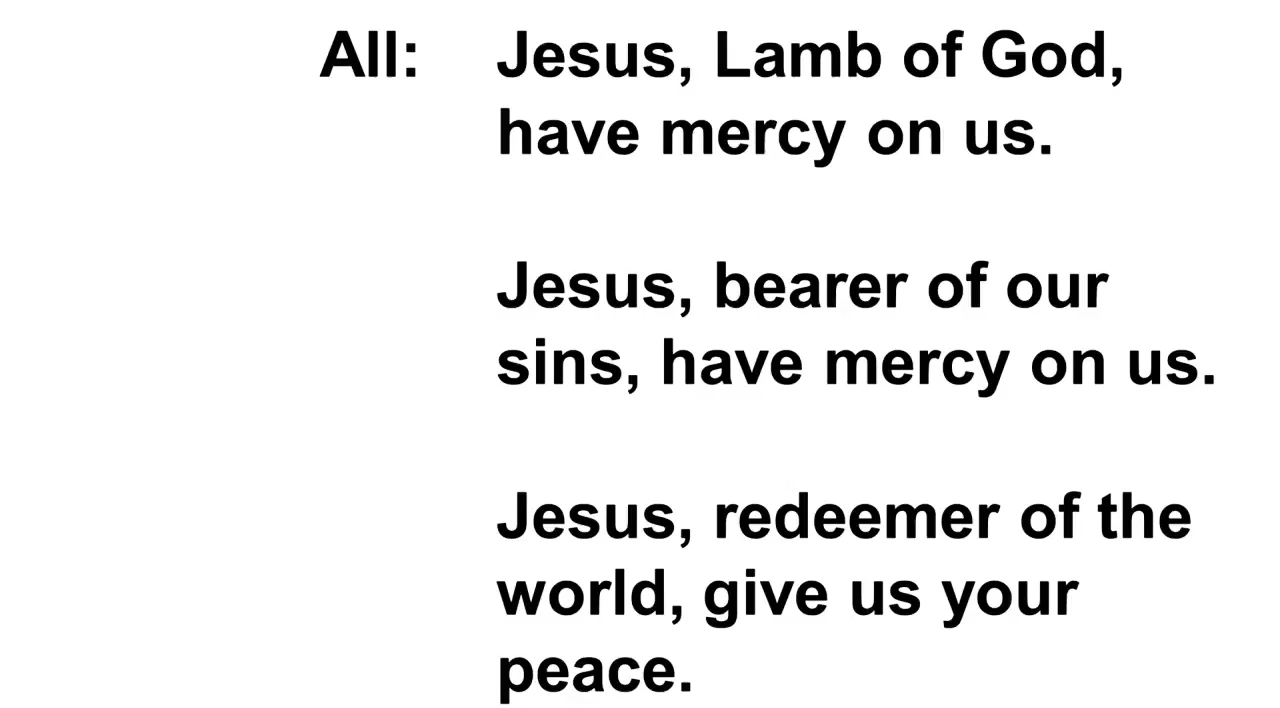 All: Jesus, Lamb of God,
have mercy on us.
Jesus, bearer of our
sins, have mercy on us.
Jesus, redeemer of the
world, give us your
peace.